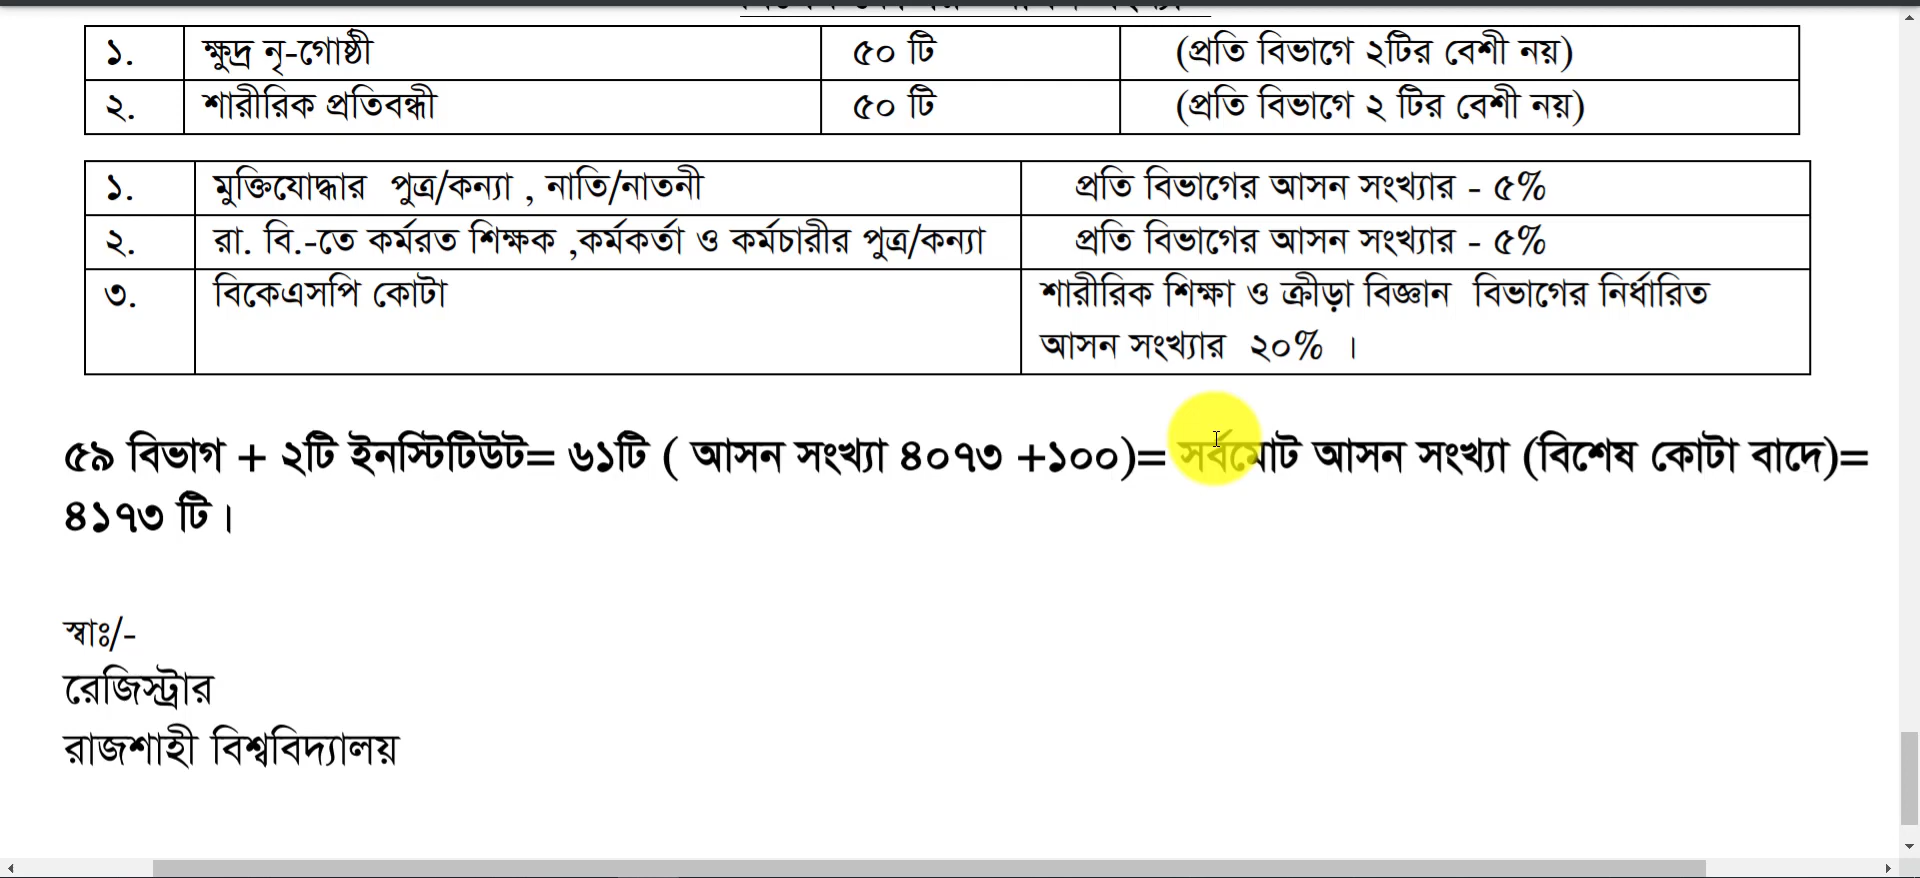 ১. ক্ষুদ্র নৃ-গোষ্ঠী ৫০ টি (প্রতি বিভাগে ২টির বেশী নয়)
২. শারীরিক প্রতিবন্ধী ৫০ টি (প্রতি বিভাগে ২ টির বেশী নয়)
১. মুক্তিযোদ্ধার পুত্র/কন্যা , নাতি/নাতনী প্রতি বিভাগের আসন সংখ্যার - ৫%
২. রা. বি.-তে কর্মরত শিক্ষক ,কর্মকর্তা ও কর্মচারীর পুত্র/কন্যা প্রতি বিভাগের আসন সংখ্যার - ৫%
৩. বিকেএসপি কোটা শারীরিক শিক্ষা ও ক্রীড়া বিজ্ঞান বিভাগের নির্ধারিত
আসন সংখ্যার ২০% ।
৫৯ বিভাগ + ২টি ইনস্টিটিউট= ৬১টি ( আসন সংখ্যা ৪০৭৩ +১০০)= সর্বমোট আসন সংখ্যা (বিশেষ কোটা বাদে)=
৪১৭৩ টি।
স্বাঃ/-
রেজিস্ট্রার
রাজশাহী বিশ্ববিদ্যালয়